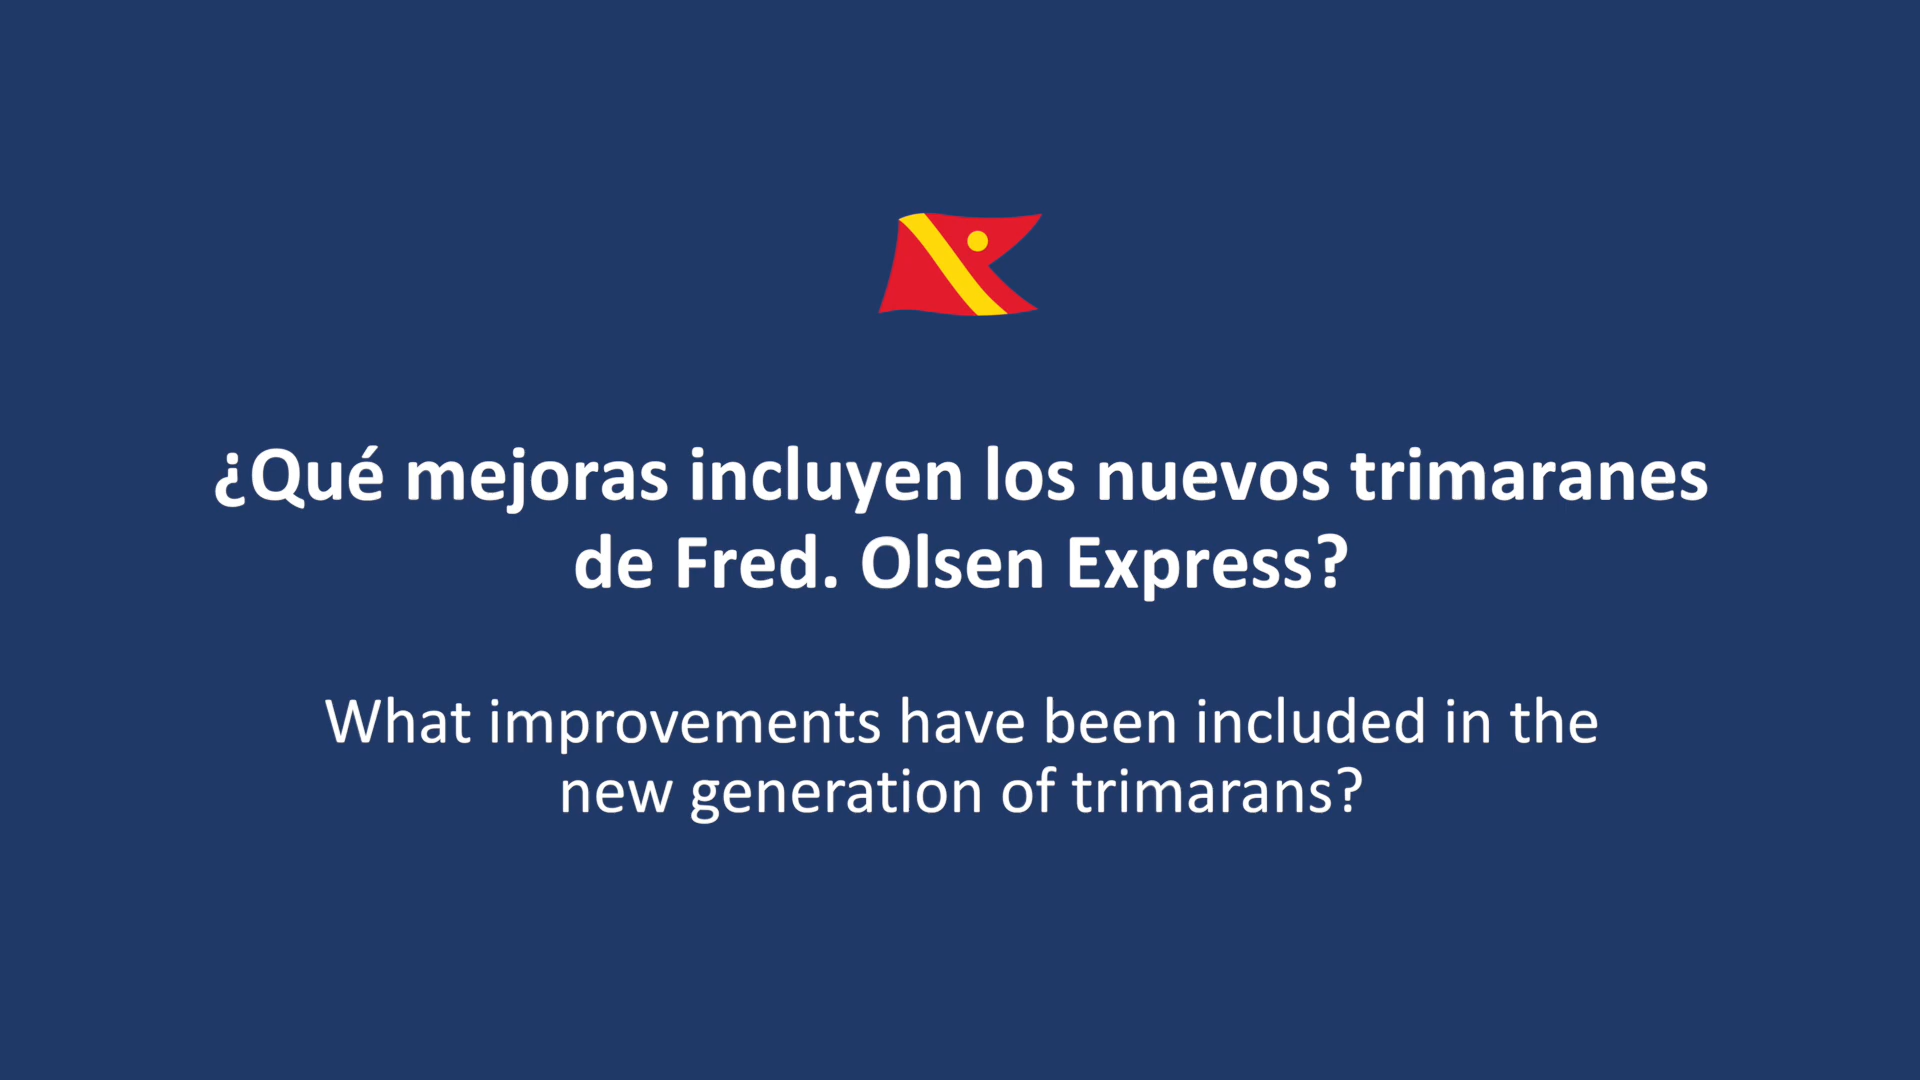 ¿Qué mejoras incluyen los nuevos trimaranes
de Fred. Olsen Express?
What improvements have been included in the
new generation of trimarans?